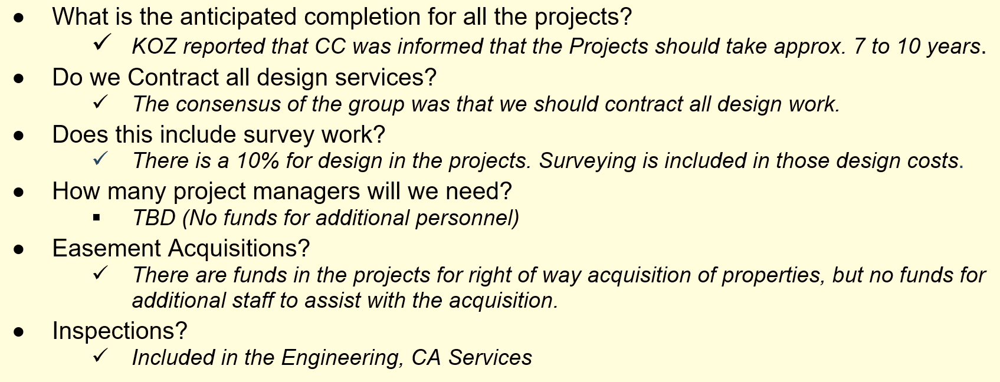 ● What is the anticipated completion for all the projects?
✓ KOZ reported that CC was informed that the Projects should take approx. 7 to 10 years.
● Do we Contract all design services?
✓ The consensus of the group was that we should contract all design work.
● Does this include survey work?
✓ There is a 10% for design in the projects. Surveying is included in those design costs.
● How many project managers will we need?
▪ TBD (No funds for additional personnel)
● Easement Acquisitions?
✓ There are funds in the projects for right of way acquisition of properties, but no funds for
additional staff to assist with the acquisition.
● Inspections?
✓ Included in the Engineering, CA Services